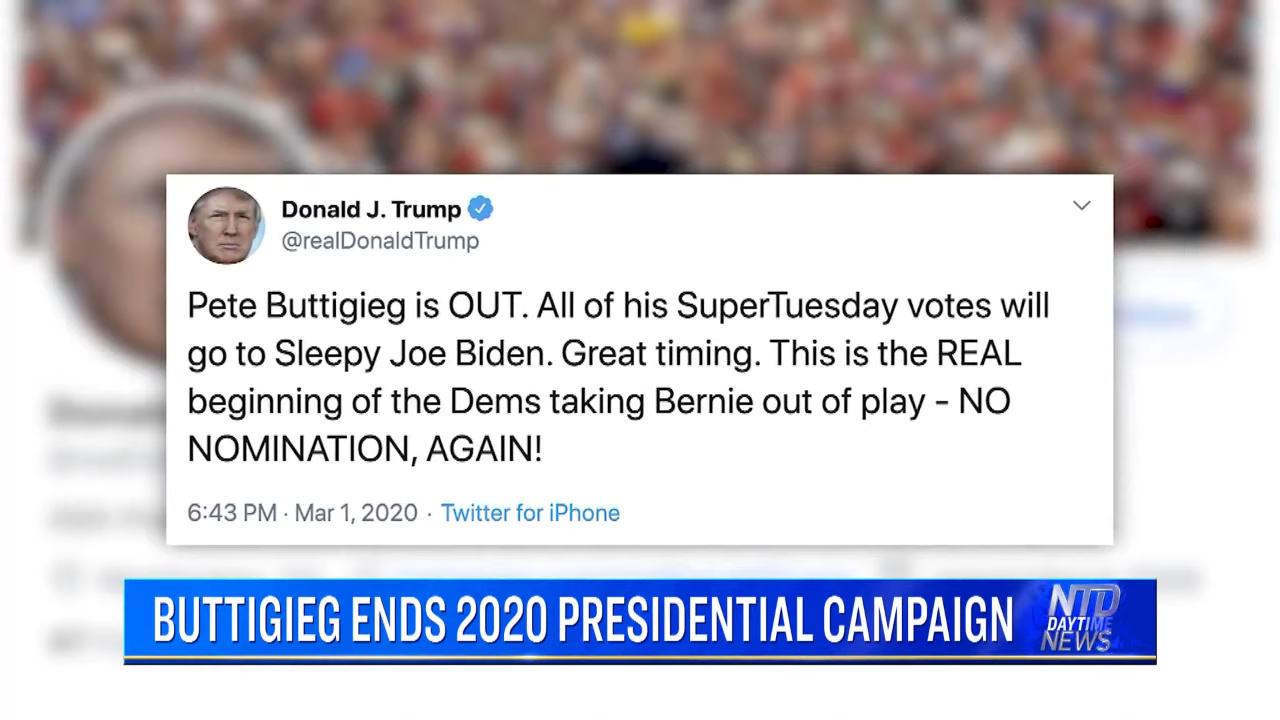 Donald J. Trump
@realDonaldTrump
Pete Buttigieg is OUT. All of his SuperTuesday votes will
go to Sleepy Joe Biden. Great timing. This is the REAL
beginning of the Dems taking Bernie out of play - NO
NOMINATION, AGAIN!
6:43 PM · Mar 1, 2020 · Twitter for iPhone
BUTTIGIEG ENDS 2020 PRESIDENTIAL CAMPAIGN
NTD
DAYTIME
NEWS